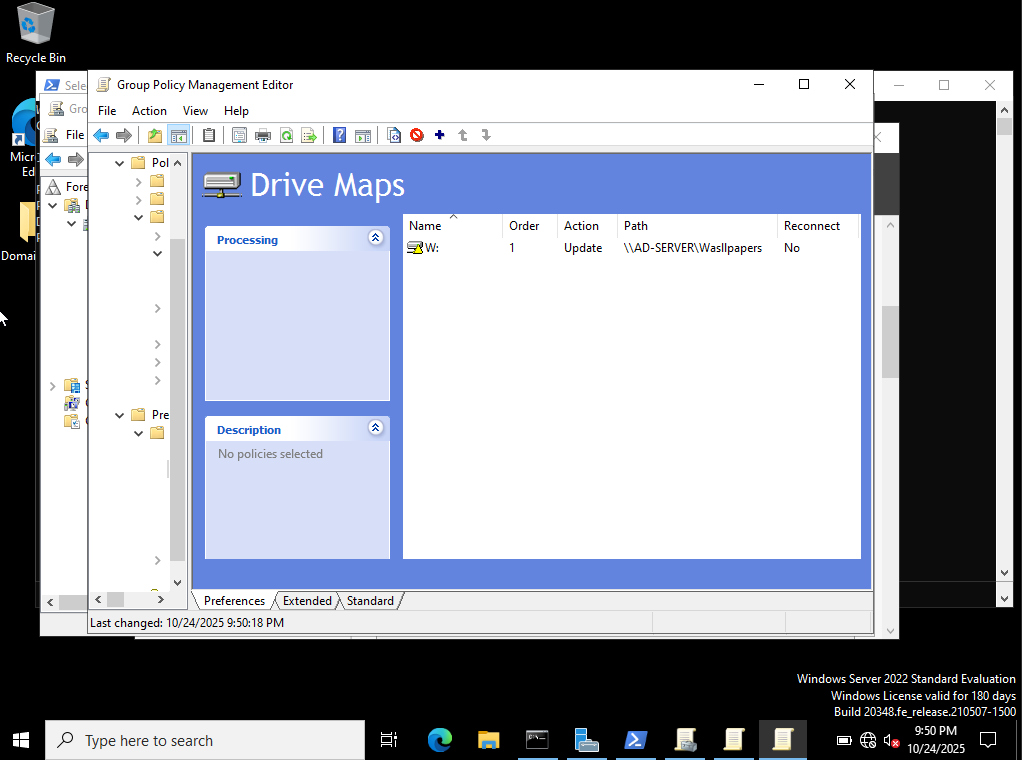 Recycle Bin
Sele
Group Policy Management Editor
Gro
File Action View Help
File
Micr
Ed
Domai
Fore
Pol
Pre
Drive Maps
Processing
Description
No policies selected
Name Order Action Path Reconnect
W: 1 Update \\AD-SERVER\Wasllpapers No
Preferences Extended Standard
Last changed: 10/24/2025 9:50:18 PM
Windows Server 2022 Standard Evaluation
Windows License valid for 180 days
Build 20348.fe_release.210507-1500
Type here to search
9:50 PM
10/24/2025